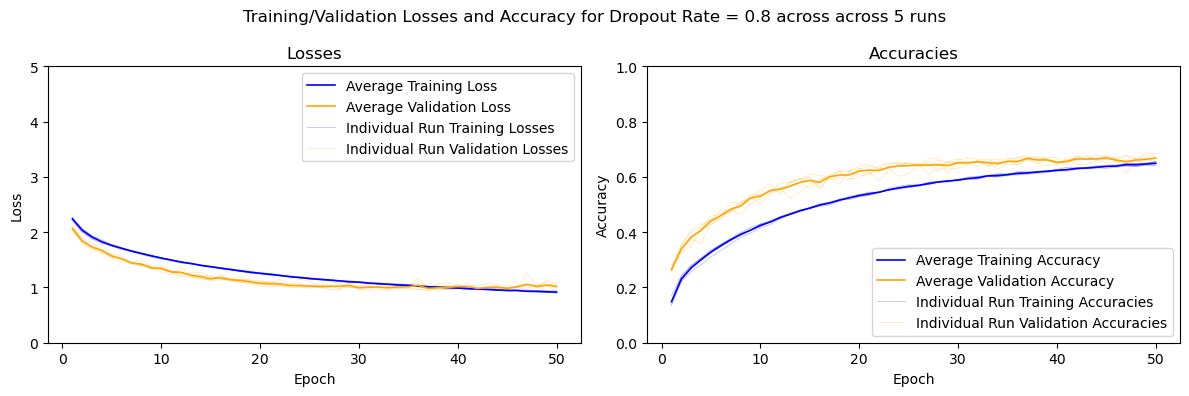 Training/Validation Losses and Accuracy for Dropout Rate = 0.8 across across 5 runs
Losses
5
4
3
2
1
0
Loss
Average Training Loss
Average Validation Loss
Individual Run Training Losses
Individual Run Validation Losses
0 10 20 30 40 50
Epoch
Accuracies
1.0
0.8
0.6
0.4
0.2
0.0
Accuracy
Average Training Accuracy
Average Validation Accuracy
Individual Run Training Accuracies
Individual Run Validation Accuracies
0 10 20 30 40 50
Epoch